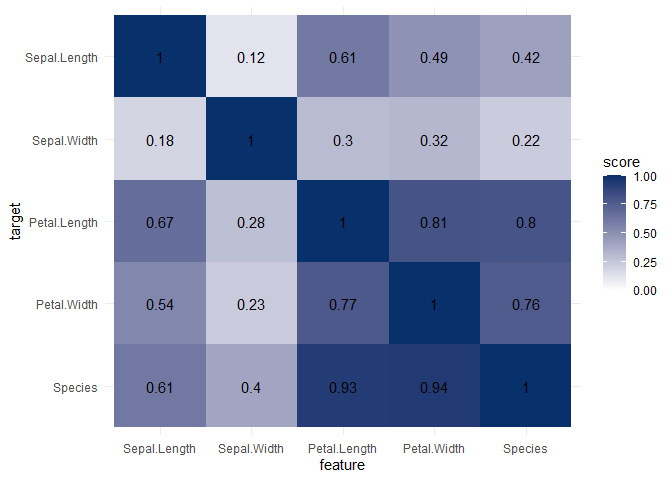 Sepal.Length 1 0.12 0.61 0.49 0.42
Sepal.Width 0.18 1 0.3 0.32 0.22
Petal.Length 0.67 0.28 1 0.81 0.8
Petal.Width 0.54 0.23 0.77 1 0.76
Species 0.61 0.4 0.93 0.94 1
Sepal.Length Sepal.Width Petal.Length Petal.Width Species
feature
target
score
1.00
0.75
0.50
0.25
0.00